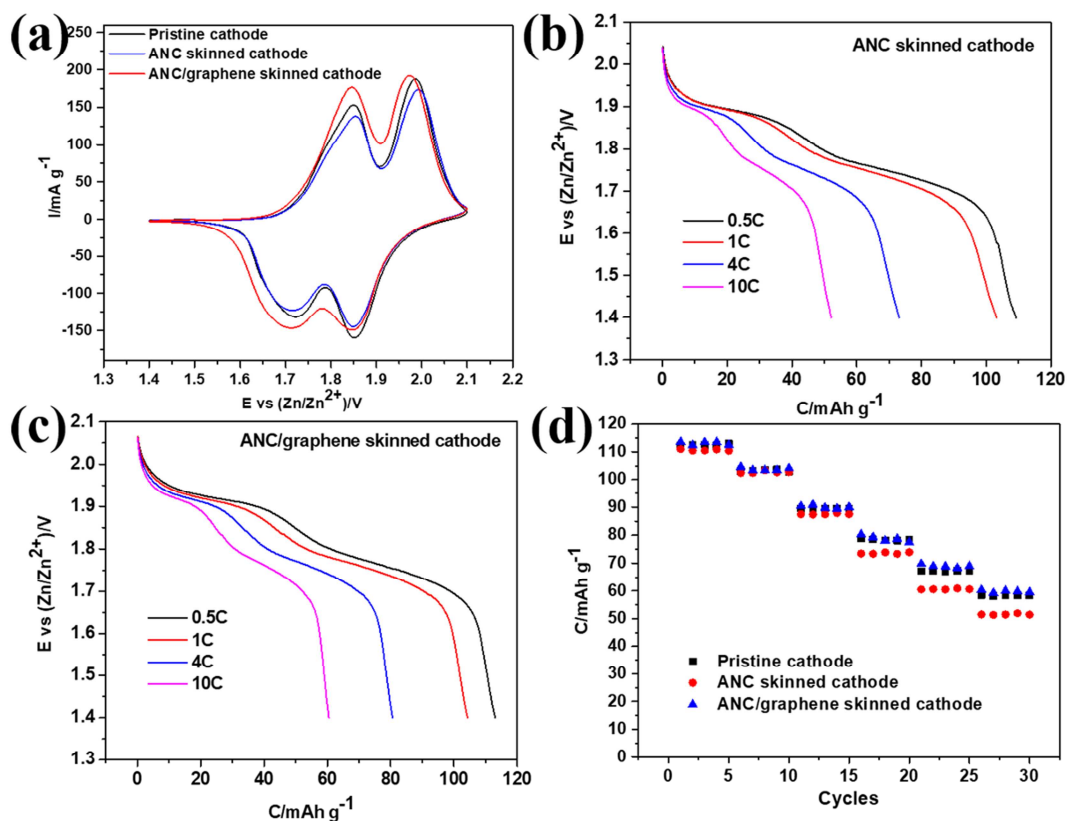 (a)
Pristine cathode
ANC skinned cathode
ANC/graphene skinned cathode
I/mA g⁻¹
250
200
150
100
50
0
-50
-100
-150
1.3 1.4 1.5 1.6 1.7 1.8 1.9 2.0 2.1 2.2
E vs (Zn/Zn²⁺)/V
(b)
ANC skinned cathode
E vs (Zn/Zn²⁺)/V
2.1
2.0
1.9
1.8
1.7
1.6
1.5
1.4
1.3
0.5C
1C
4C
10C
0 20 40 60 80 100 120
C/mAh g⁻¹
(c)
ANC/graphene skinned cathode
E vs (Zn/Zn²⁺)/V
2.1
2.0
1.9
1.8
1.7
1.6
1.5
1.4
1.3
0.5C
1C
4C
10C
0 20 40 60 80 100 120
C/mAh g⁻¹
(d)
C/mAh g⁻¹
120
110
100
90
80
70
60
50
40
30
20
10
0
Pristine cathode
ANC skinned cathode
ANC/graphene skinned cathode
0 5 10 15 20 25 30
Cycles